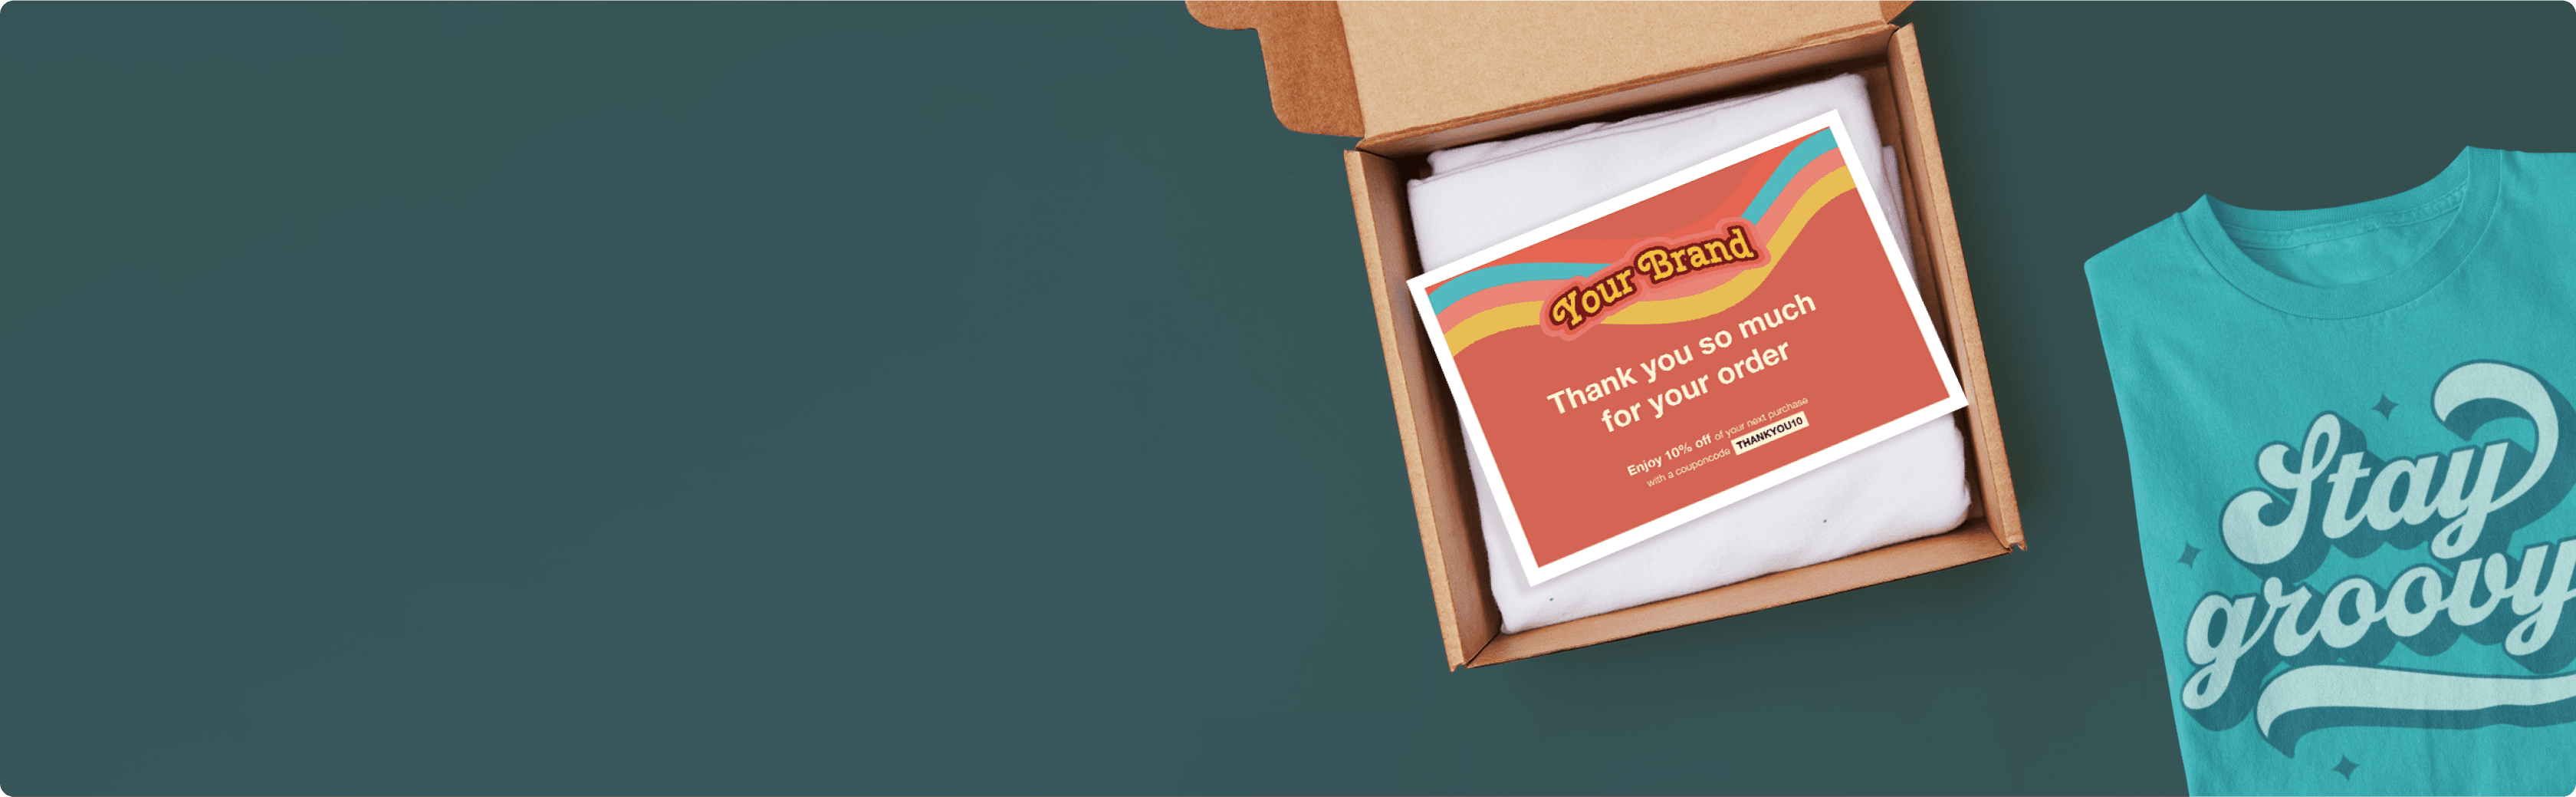 Your Brand
Thank you so much
for your order
Enjoy 10% off of your next purchase
with a couponcode THANKYOU10
Stay
groovy